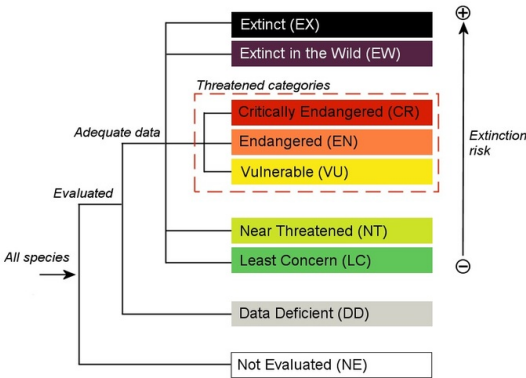 Extinct (EX)
Extinct in the Wild (EW)
Threatened categories
Critically Endangered (CR)
Adequate data
Endangered (EN)
Extinction
risk
Vulnerable (VU)
Evaluated
Near Threatened (NT)
All species
Least Concern (LC)
Data Deficient (DD)
Not Evaluated (NE)